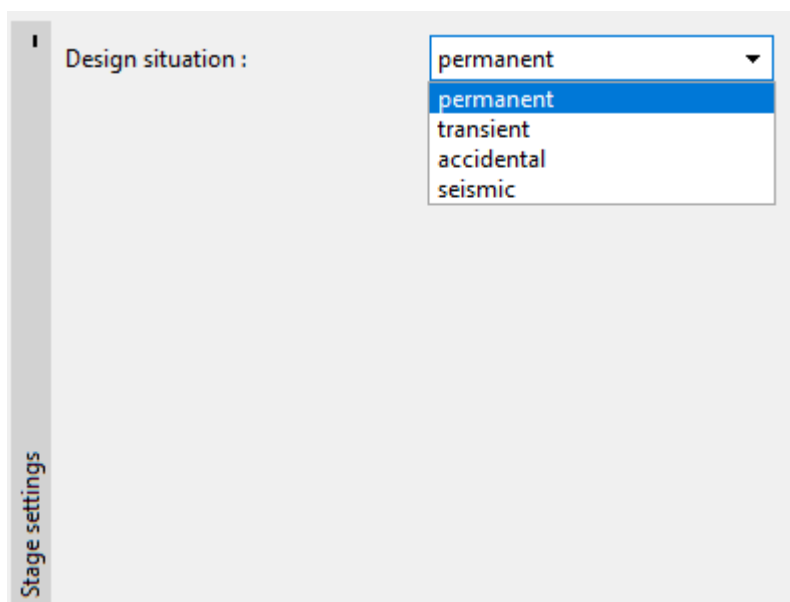 Design situation :
permanent
permanent
transient
accidental
seismic
Stage settings